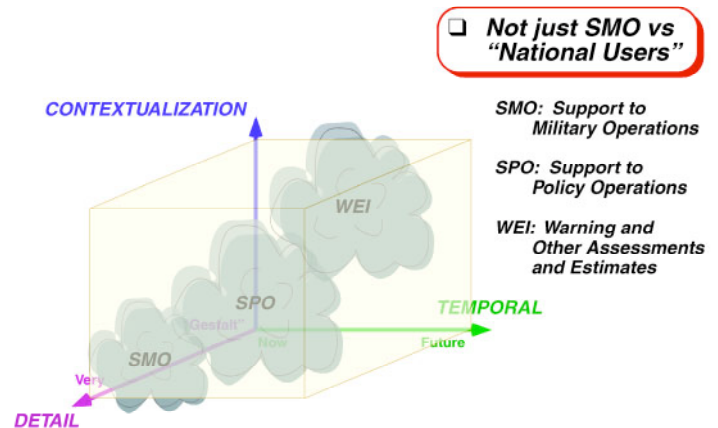 ❑ Not just SMO vs
"National Users"
CONTEXTUALIZATION
SMO: Support to
Military Operations
SPO: Support to
Policy Operations
WEI: Warning and
Other Assessments
and Estimates
WEI
SPO
TEMPORAL
"Gestalt"
Now
Future
SMO
Very
DETAIL